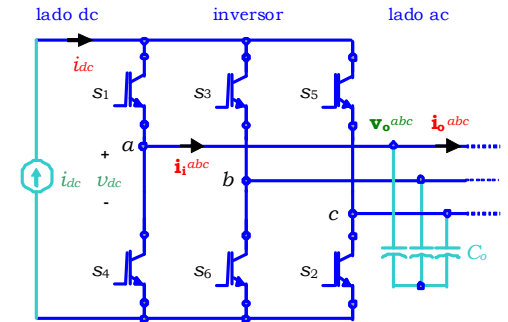 lado dc inversor lado ac
i_dc
s₁ s₃ s₅
v_o^abc i_o^abc
a
i_i^abc
+
i_dc v_dc
b
-
c
s₄ s₆ s₂
C_o